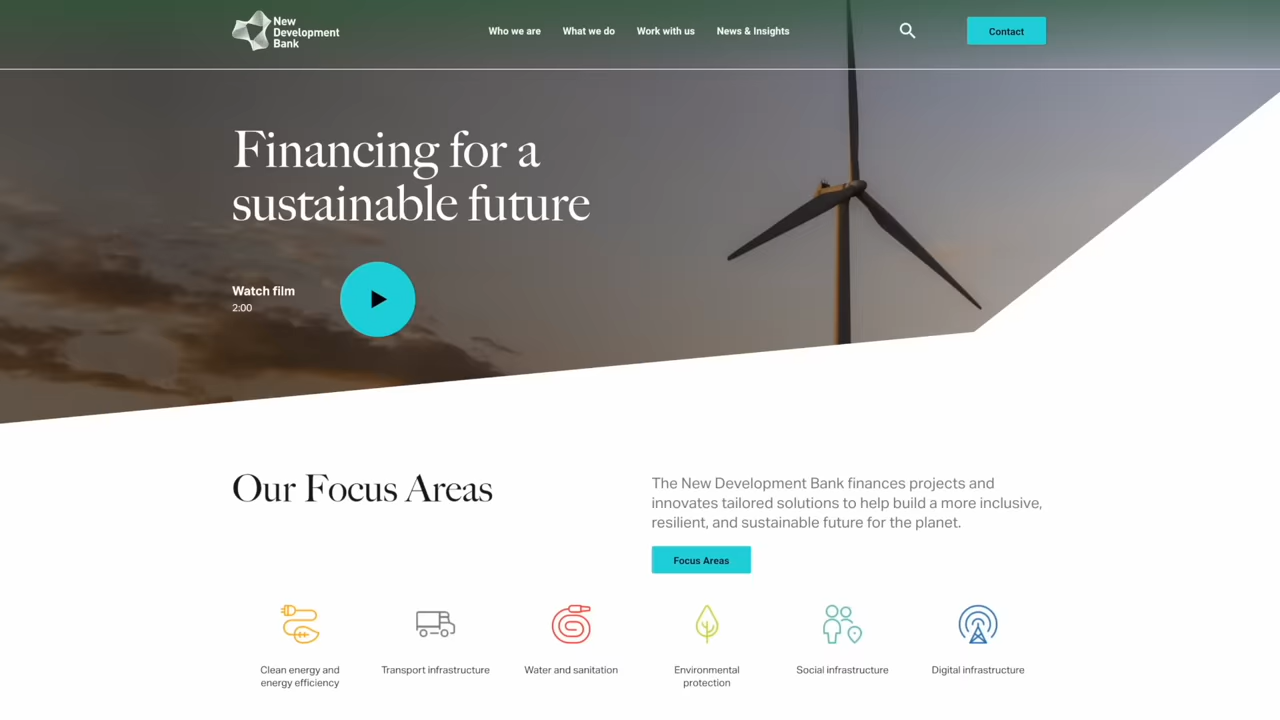 New
Development
Bank
Who we are
What we do
Work with us
News & Insights
Contact
Financing for a
sustainable future
Watch film
2:00
Our Focus Areas
The New Development Bank finances projects and
innovates tailored solutions to help build a more inclusive,
resilient, and sustainable future for the planet.
Focus Areas
Clean energy and
energy efficiency
Transport infrastructure
Water and sanitation
Environmental
protection
Social infrastructure
Digital infrastructure